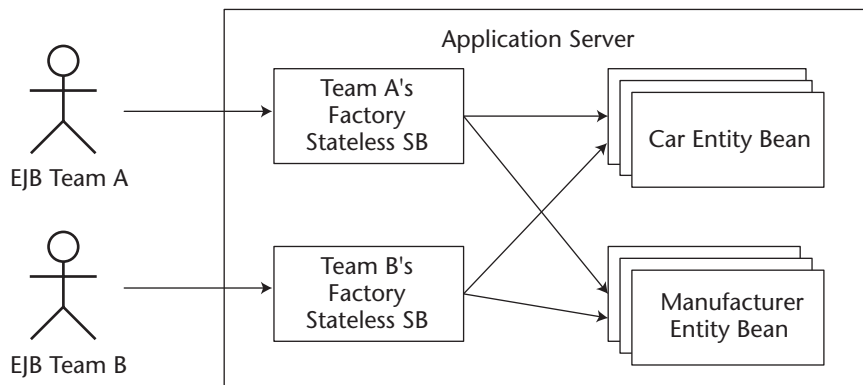 Application Server
Team A's
Factory
Stateless SB
Car Entity Bean
EJB Team A
Team B's
Factory
Stateless SB
Manufacturer
Entity Bean
EJB Team B